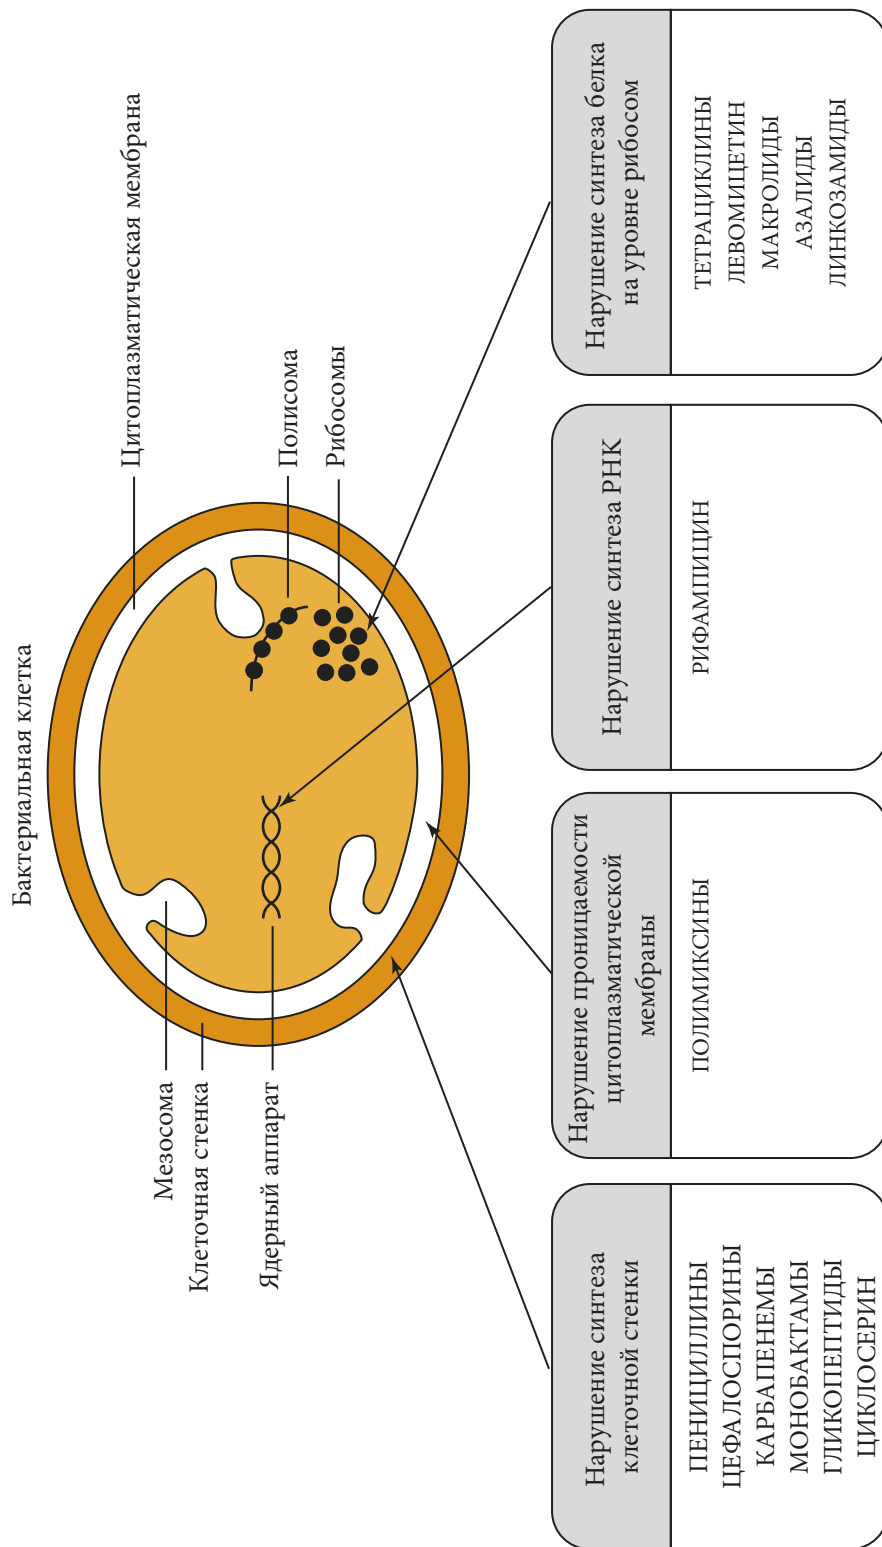 Бактериальная клетка
Мезосома
Клеточная стенка
Ядерный аппарат
Цитоплазматическая мембрана
Полисома
Рибосомы
Нарушение синтеза
клеточной стенки
ПЕНИЦИЛЛИНЫ
ЦЕФАЛОСПОРИНЫ
КАРБАПЕНЕМЫ
МОНОБАКТАМЫ
ГЛИКОПЕПТИДЫ
ЦИКЛОСЕРИН
Нарушение проницаемости
цитоплазматической
мембраны
ПОЛИМИКСИНЫ
Нарушение синтеза РНК
РИФАМПИЦИН
Нарушение синтеза белка
на уровне рибосом
ТЕТРАЦИКЛИНЫ
ЛЕВОМИЦЕТИН
МАКРОЛИДЫ
АЗАЛИДЫ
ЛИНКОЗАМИДЫ